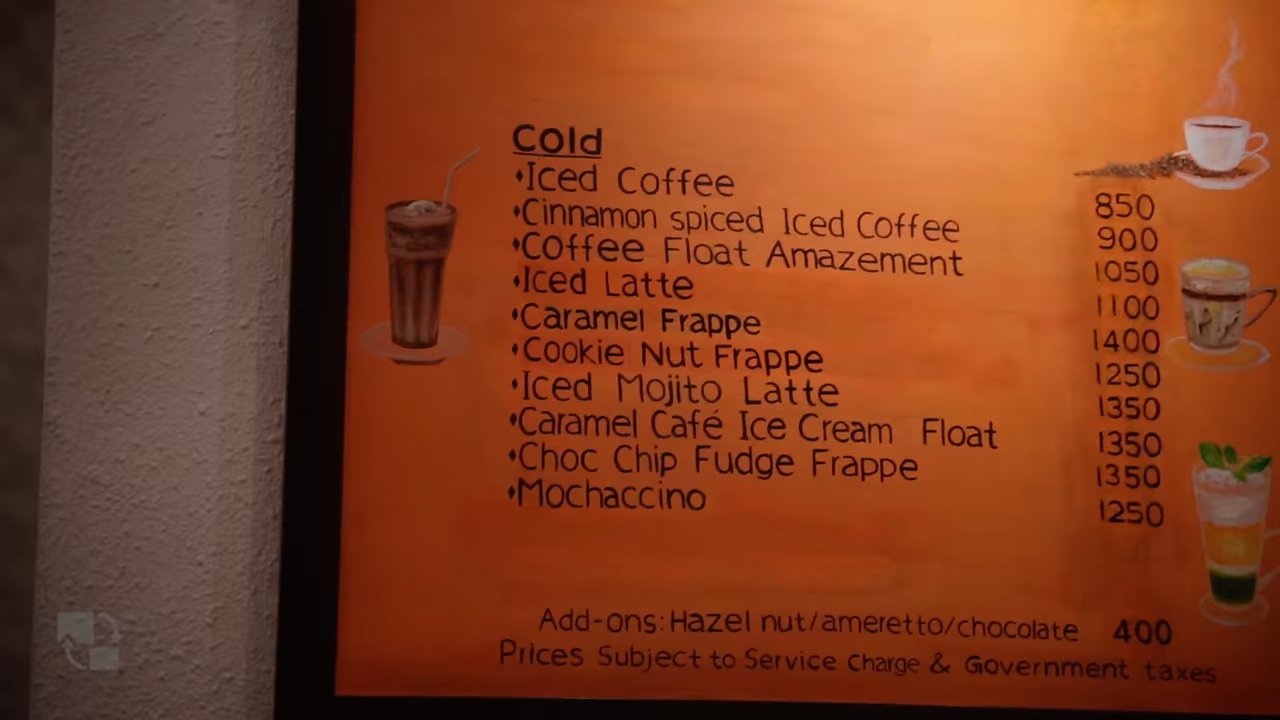 Cold
•Iced Coffee 850
•Cinnamon spiced Iced Coffee 900
•Coffee Float Amazement 1050
•Iced Latte 1100
•Caramel Frappe 1400
•Cookie Nut Frappe 1250
•Iced Mojito Latte 1350
•Caramel Café Ice Cream Float 1350
•Choc Chip Fudge Frappe 1350
•Mochaccino 1250
Add-ons: Hazel nut/ameretto/chocolate 400
Prices Subject to Service Charge & Government taxes